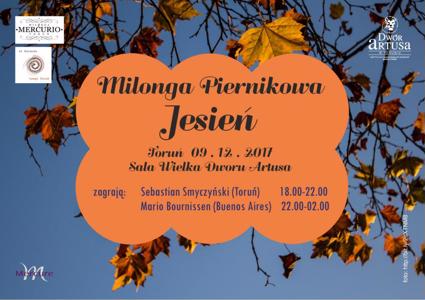 MERCURIO
DWÓR
ARTUSA
Milonga Piernikowa
Jesień
Toruń 09.12.2017
Sala Wielka Dworu Artusa
zagrają: Sebastian Smyczyński (Toruń) 18.00-22.00
Mario Bournissen (Buenos Aires) 22.00-02.00
Mercure